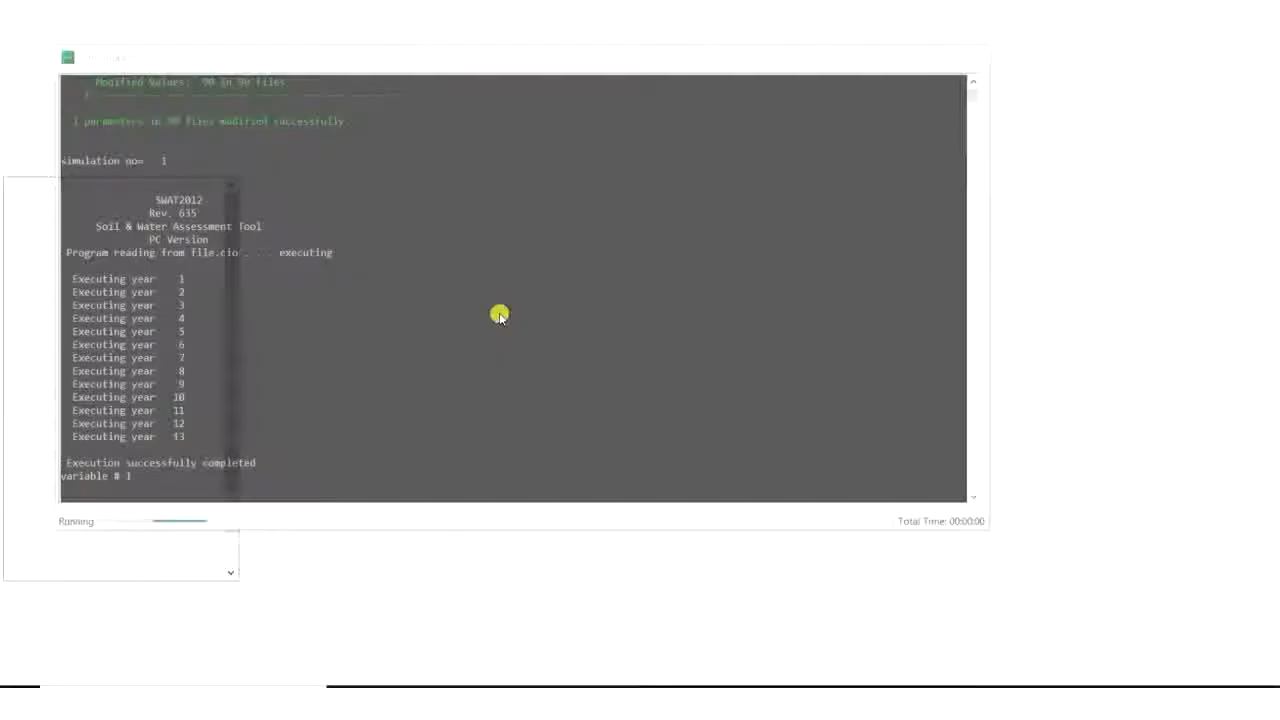 Modified Values: 90 in 90 files
1 parameters in 90 files modified successfully.
simulation no= 1
SWAT2012
Rev. 635
Soil & Water Assessment Tool
PC Version
Program reading from file.cio . . . executing
Executing year 1
Executing year 2
Executing year 3
Executing year 4
Executing year 5
Executing year 6
Executing year 7
Executing year 8
Executing year 9
Executing year 10
Executing year 11
Executing year 12
Executing year 13
Execution successfully completed
variable # 1
Running
Total Time: 00:00:00